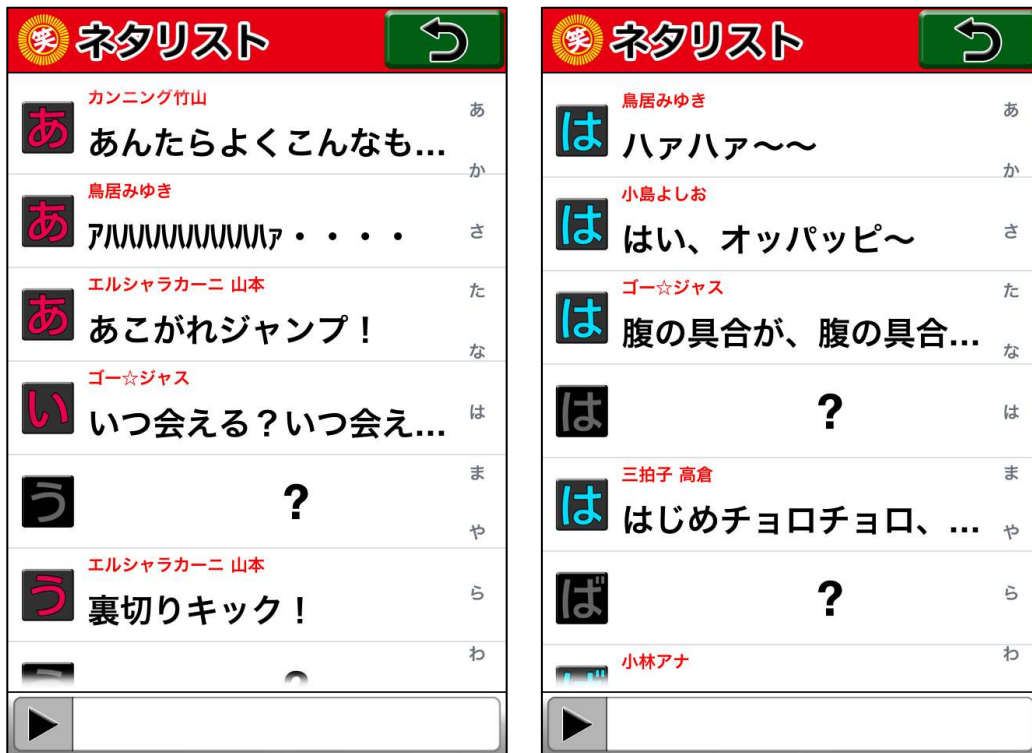 笑 ネタリスト
あ
カンニング竹山
あんたらよくこんなも...
あ
鳥居みゆき
ｱﾊﾊﾊﾊﾊﾊﾊﾊﾊﾊﾊｧ・・・・
あ
エルシャラカーニ 山本
あこがれジャンプ！
い
ゴー☆ジャス
いつ会える？いつ会え...
う
?
う
エルシャラカーニ 山本
裏切りキック！
あ
か
さ
た
な
は
ま
や
ら
わ
笑 ネタリスト
は
鳥居みゆき
ハァハァ〜〜
は
小島よしお
はい、オッパッピ〜
は
ゴー☆ジャス
腹の具合が、腹の具合...
は
?
は
三拍子 高倉
はじめチョロチョロ、...
ば
?
小林アナ
あ
か
さ
た
な
は
ま
や
ら
わ